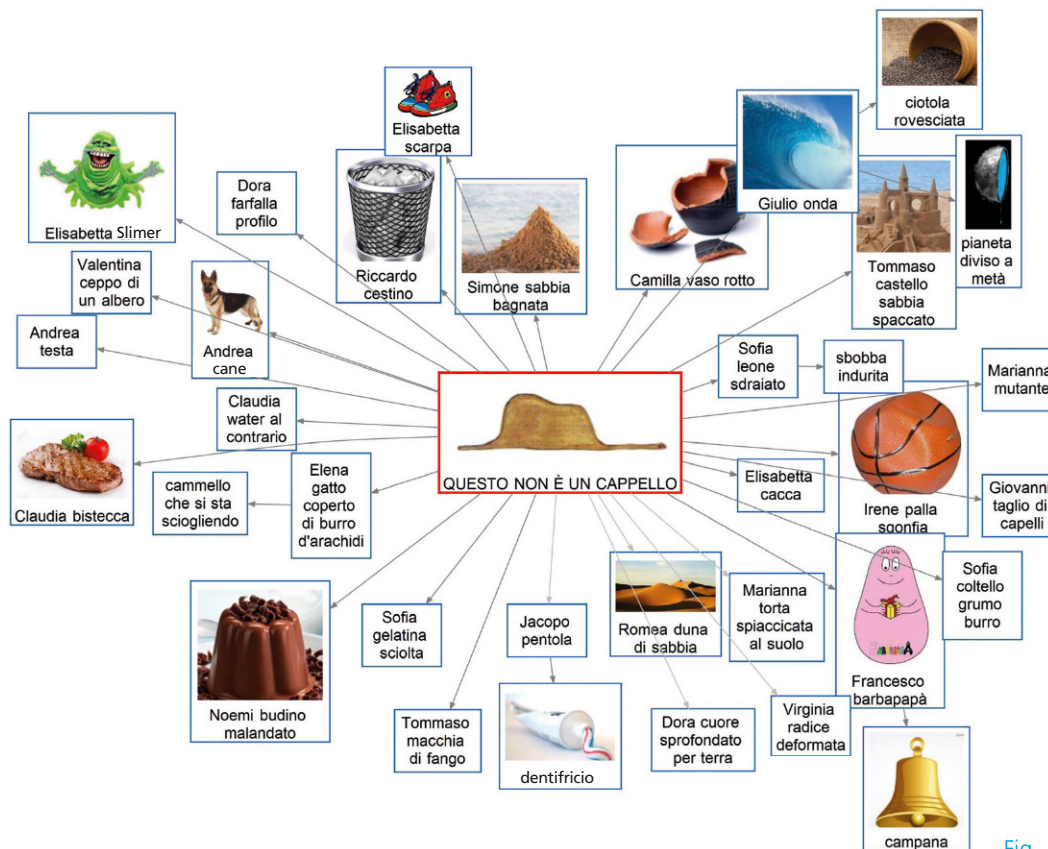 ciotola
rovesciata
Elisabetta
scarpa
Elisabetta Slimer
Dora
farfalla
profilo
Riccardo
cestino
Simone sabbia
bagnata
Camilla vaso rotto
Giulio onda
Tommaso
castello
sabbia
spaccato
pianeta
diviso a
metà
Valentina
ceppo di
un albero
Andrea
testa
Andrea
cane
Sofia
leone
sdraiato
sbobba
indurita
Marianna
mutante
Claudia
water al
contrario
QUESTO NON È UN CAPPELLO
Claudia bistecca
cammello
che si sta
sciogliendo
Elena
gatto
coperto
di burro
d'arachidi
Elisabetta
cacca
Irene palla
sgonfia
Giovanni
taglio di
capelli
Noemi budino
malandato
Sofia
gelatina
sciolta
Jacopo
pentola
Romea duna
di sabbia
Marianna
torta
spiaccicata
al suolo
Francesco
barbapapà
Sofia
coltello
grumo
burro
Tommaso
macchia
di fango
dentifricio
Dora cuore
sprofondato
per terra
Virginia
radice
deformata
campana
Fig